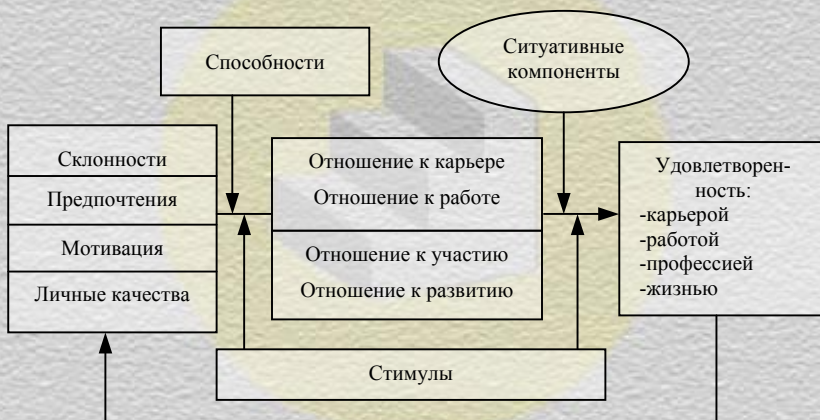 Способности
Ситуативные
компоненты
Склонности
Предпочтения
Мотивация
Личные качества
Отношение к карьере
Отношение к работе
Отношение к участию
Отношение к развитию
Удовлетворен-
ность:
-карьерой
-работой
-профессией
-жизнью
Стимулы